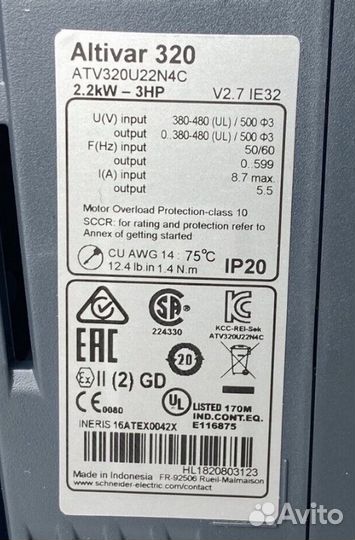 Altivar 320
ATV320U22N4C
2.2kW – 3HP V2.7 IE32
U(V) input 380-480 (UL) / 500 Φ3
output 0..380-480 (UL) / 500 Φ3
F(Hz) input 50/60
output 0..599
I(A) input 8.7 max.
output 5.5
Motor Overload Protection-class 10
SCCR: for rating and protection refer to
Annex of getting started
CU AWG 14 : 75°C
12.4 lb.in 1.4 N.m IP20
SA
224330
KCC-REI-Sek
ATV320U22N4C
EAC
20
Ex II (2) GD
CE 0080
UL LISTED 170M
IND.CONT.EQ.
E116875
INERIS 16ATEX0042X
HL1820803123
Made in Indonesia FR-92506 Rueil-Malmaison
www.schneider-electric.com/contact
Avito